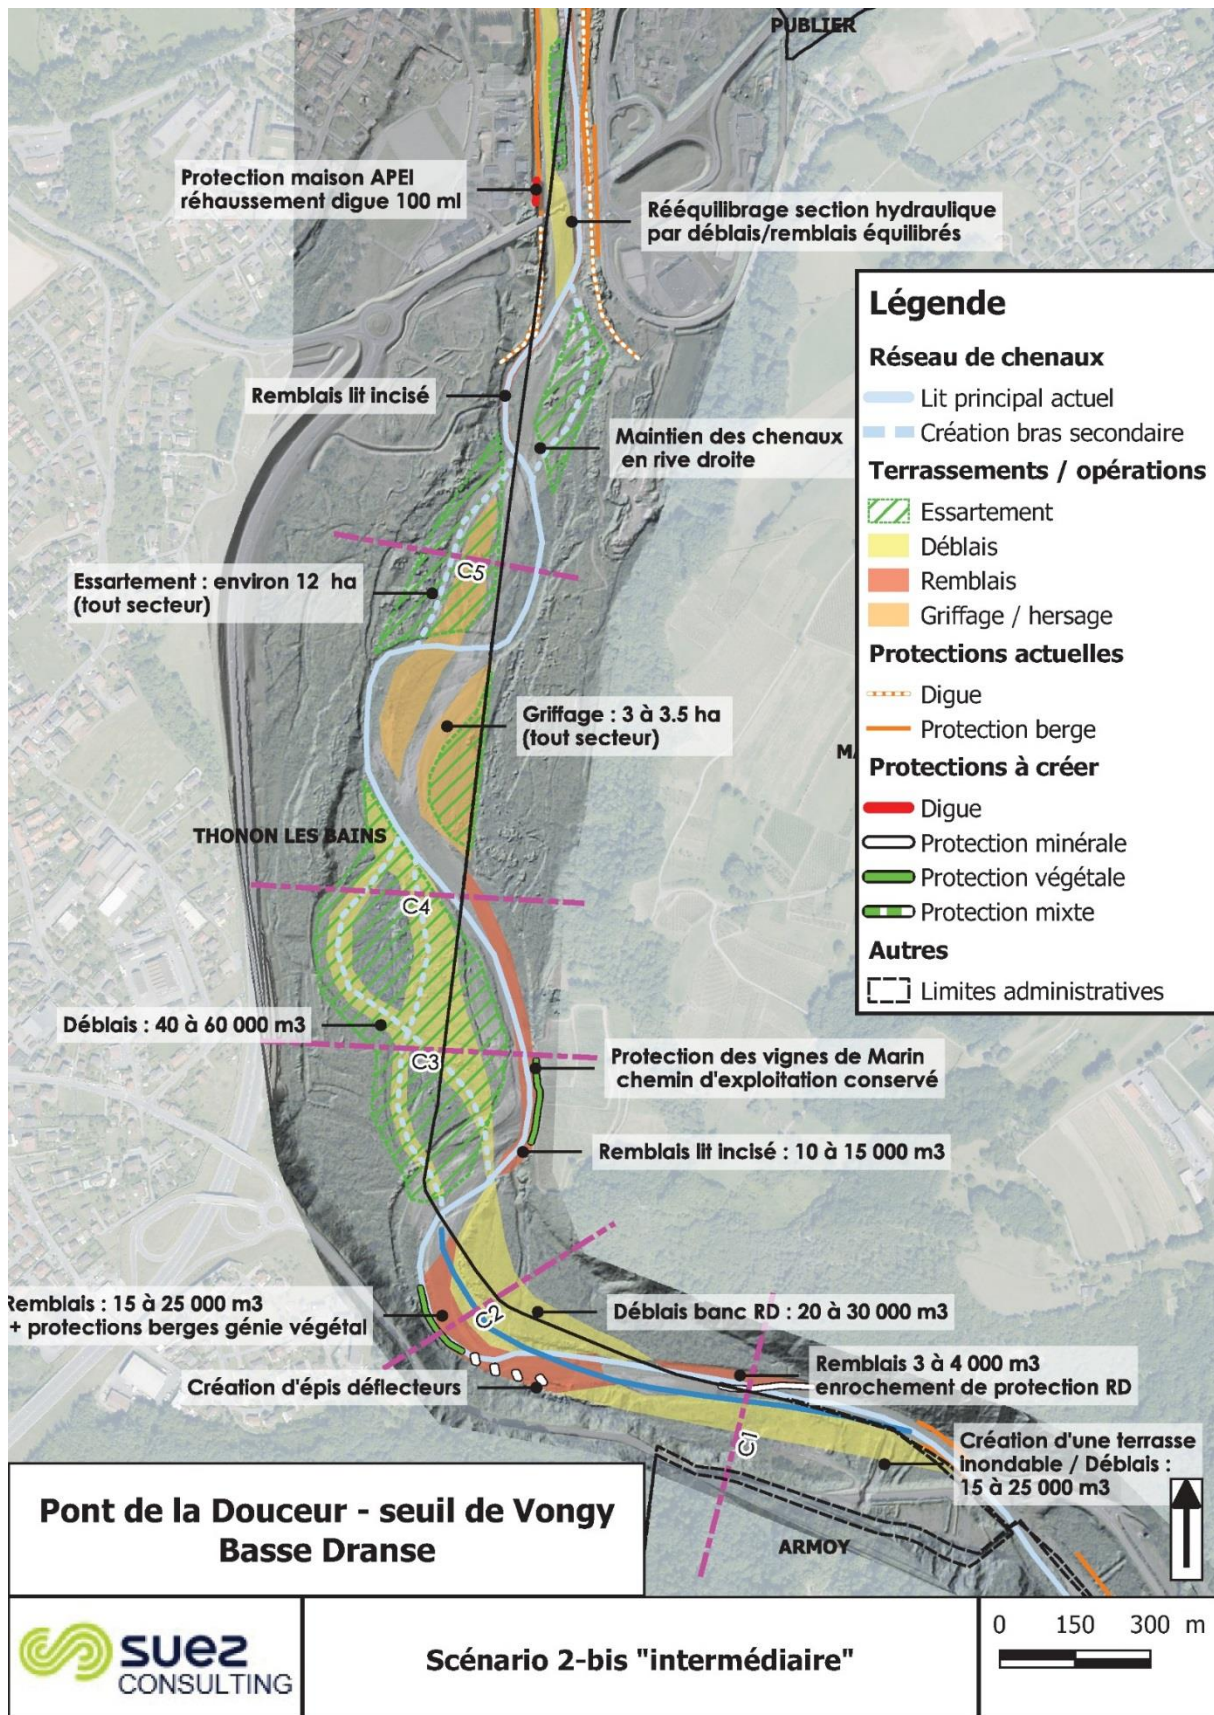 PUBLIER
Protection maison APEI
réhaussement digue 100 ml
Rééquilibrage section hydraulique
par déblais/remblais équilibrés
Remblais lit incisé
Maintien des chenaux
en rive droite
C5
Essartement : environ 12 ha
(tout secteur)
Griffage : 3 à 3.5 ha
(tout secteur)
MA
THONON LES BAINS
C4
Déblais : 40 à 60 000 m3
C3
Protection des vignes de Marin
chemin d'exploitation conservé
Remblais lit incisé : 10 à 15 000 m3
Remblais : 15 à 25 000 m3
+ protections berges génie végétal
C2
Déblais banc RD : 20 à 30 000 m3
Création d'épis déflecteurs
Remblais 3 à 4 000 m3
enrochement de protection RD
C1
Création d'une terrasse
inondable / Déblais :
15 à 25 000 m3
ARMOY
Légende
Réseau de chenaux
Lit principal actuel
Création bras secondaire
Terrassements / opérations
Essartement
Déblais
Remblais
Griffage / hersage
Protections actuelles
Digue
Protection berge
Protections à créer
Digue
Protection minérale
Protection végétale
Protection mixte
Autres
Limites administratives
Pont de la Douceur - seuil de Vongy
Basse Dranse
suez
CONSULTING
Scénario 2-bis "intermédiaire"
0 150 300 m